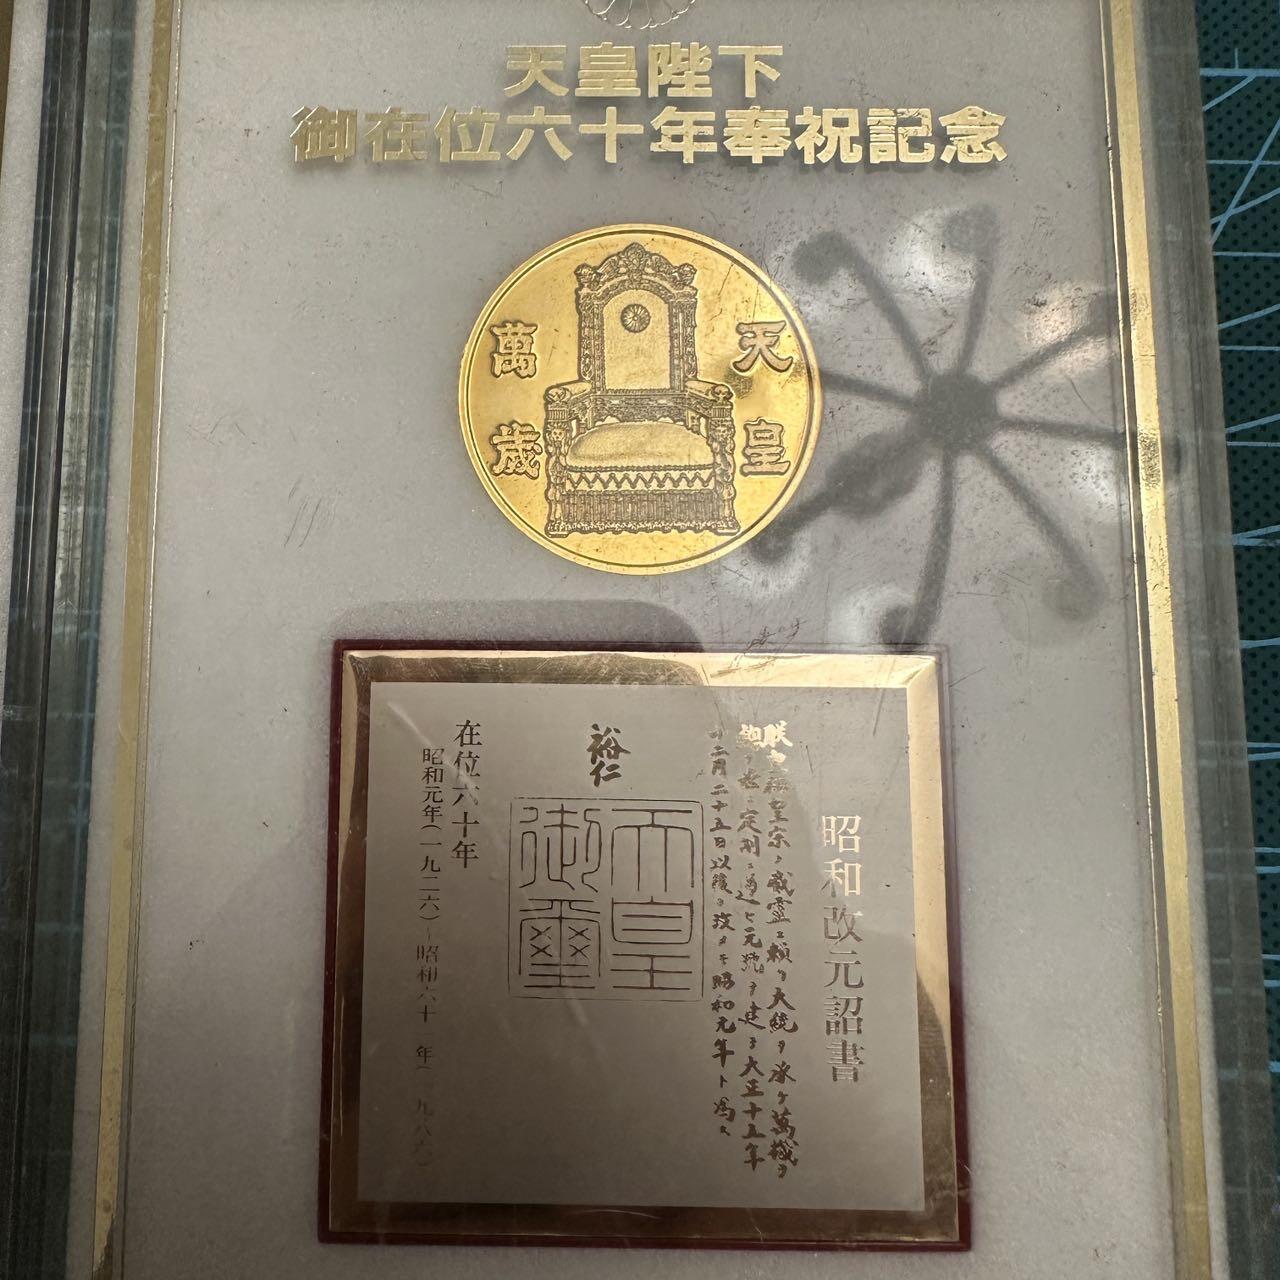 天皇陛下
御在位六十年奉祝記念
天皇
萬歳
昭和改元詔書
朕皇祖皇宗ノ威靈ニ頼リ大統ヲ承ケ萬機ヲ
總フ茲ニ定制ニ遵ヒ元號ヲ建テ大正十五年
十二月二十五日以後ヲ改メテ昭和元年ト爲ス
裕仁
天皇
御璽
在位六十年
昭和元年(一九二六)~昭和六十 年( 九八六)